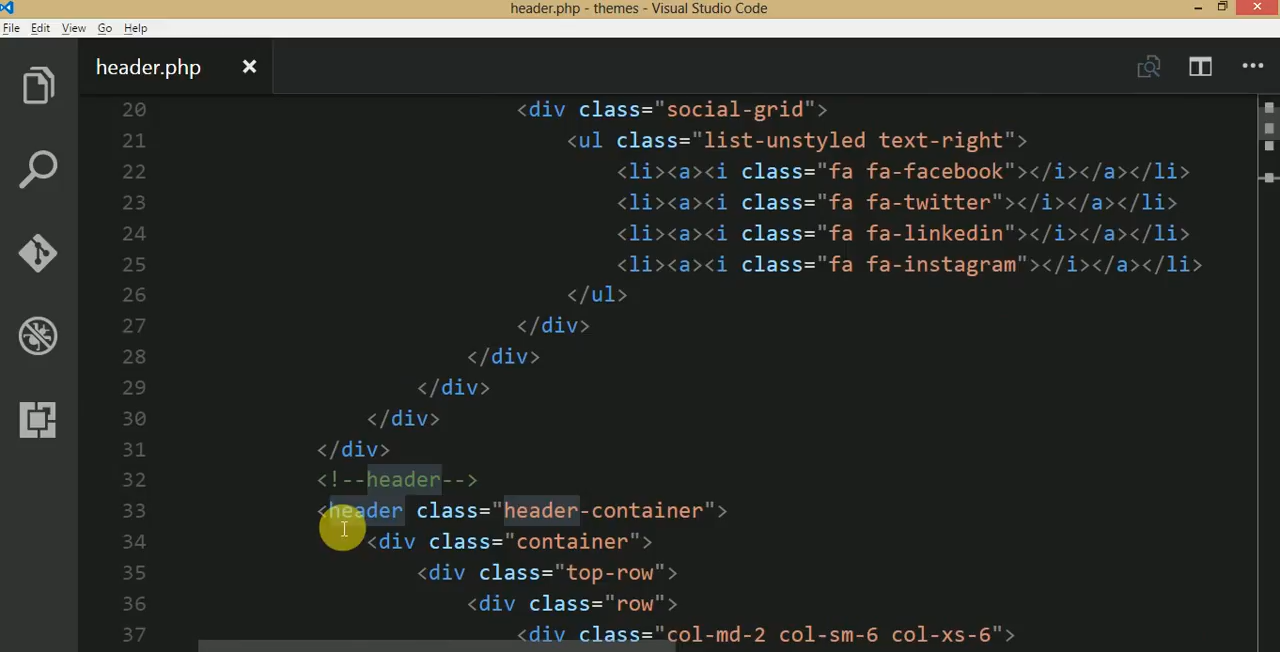 header.php - themes - Visual Studio Code
File Edit View Go Help
header.php
20 <div class="social-grid">
21 <ul class="list-unstyled text-right">
22 <li><a><i class="fa fa-facebook"></i></a></li>
23 <li><a><i class="fa fa-twitter"></i></a></li>
24 <li><a><i class="fa fa-linkedin"></i></a></li>
25 <li><a><i class="fa fa-instagram"></i></a></li>
26 </ul>
27 </div>
28 </div>
29 </div>
30 </div>
31 </div>
32 <!--header-->
33 <header class="header-container">
34 <div class="container">
35 <div class="top-row">
36 <div class="row">
37 <div class="col-md-2 col-sm-6 col-xs-6">